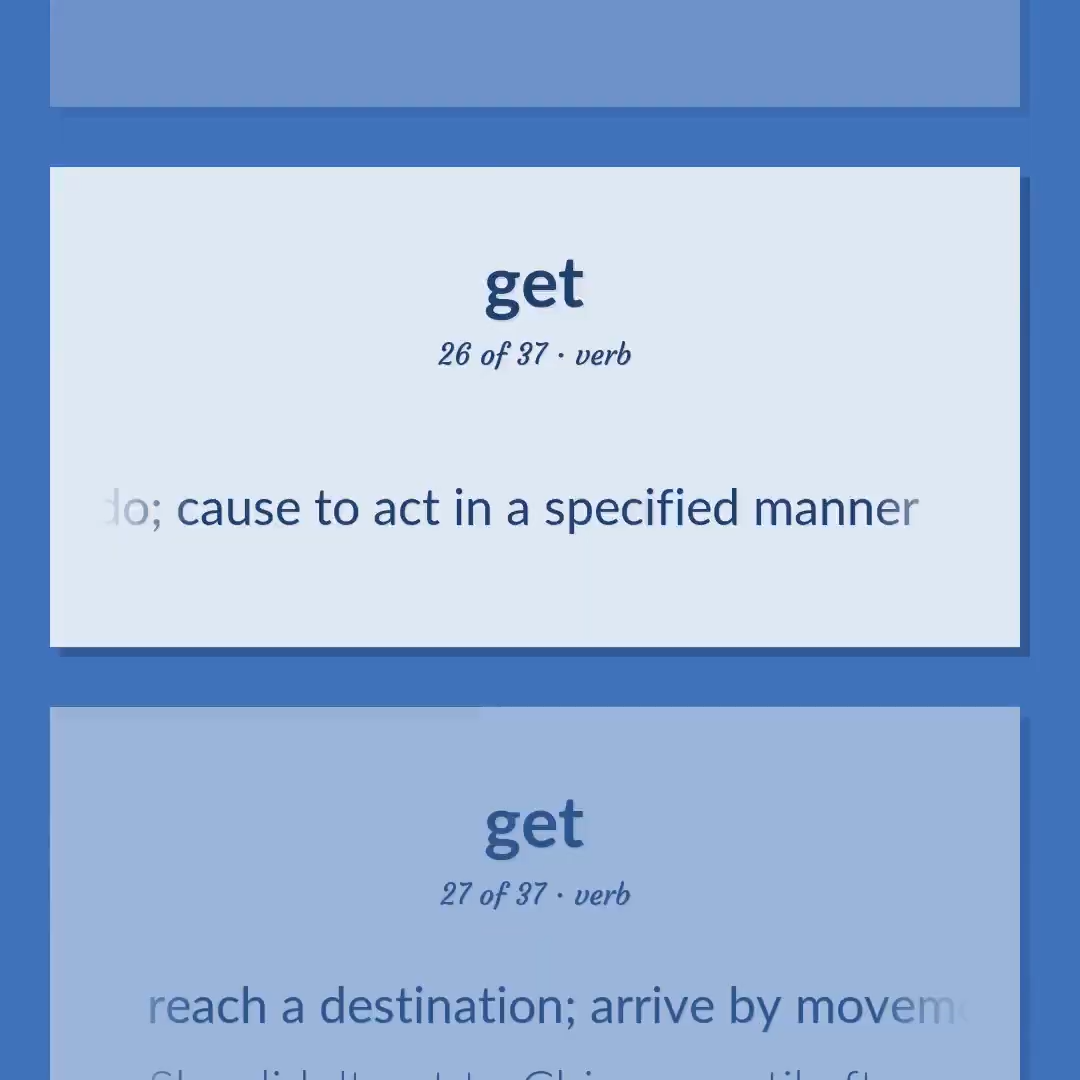 get
26 of 37 · verb
do; cause to act in a specified manner
get
27 of 37 · verb
reach a destination; arrive by